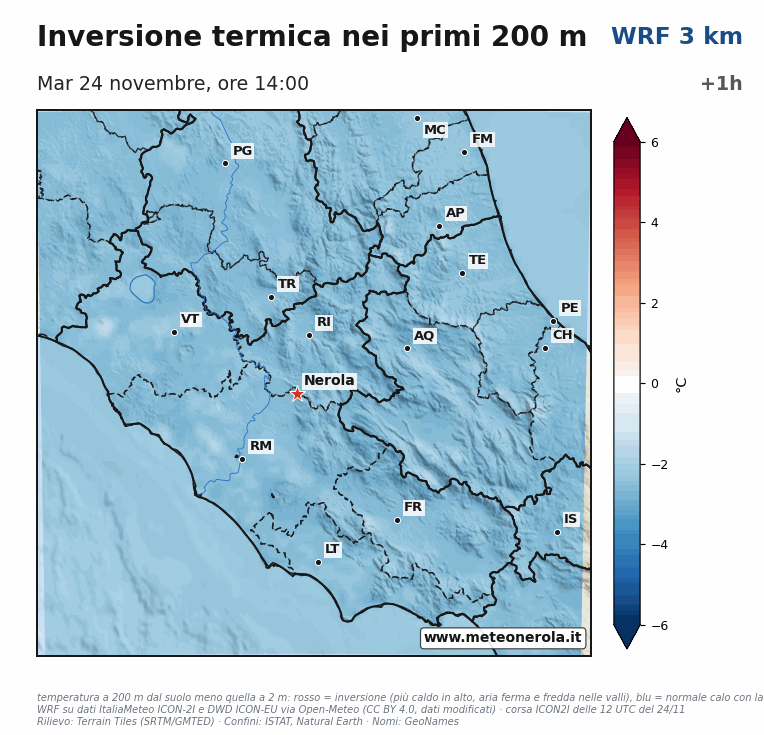 Inversione termica nei primi 200 m WRF 3 km
Mar 24 novembre, ore 14:00 +1h
MC
FM
PG
AP
TE
TR
PE
VT
RI
AQ
CH
Nerola
RM
FR
IS
LT
www.meteonerola.it
6
4
2
0
−2
−4
−6
°C
temperatura a 200 m dal suolo meno quella a 2 m: rosso = inversione (più caldo in alto, aria ferma e fredda nelle valli), blu = normale calo con la
WRF su dati ItaliaMeteo ICON-2I e DWD ICON-EU via Open-Meteo (CC BY 4.0, dati modificati) · corsa ICON2I delle 12 UTC del 24/11
Rilievo: Terrain Tiles (SRTM/GMTED) · Confini: ISTAT, Natural Earth · Nomi: GeoNames